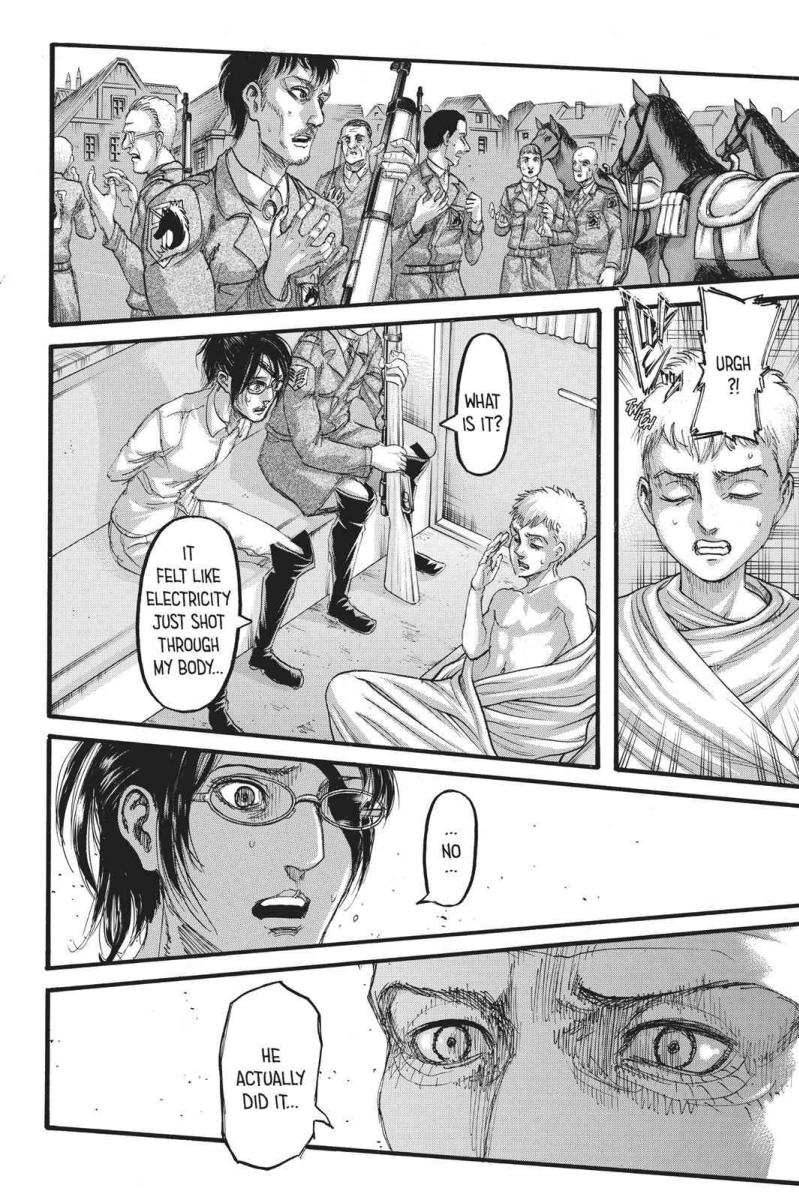 URGH
?!
WHAT
IS IT?
IT
FELT LIKE
ELECTRICITY
JUST SHOT
THROUGH
MY BODY...
...
NO
...
HE
ACTUALLY
DID IT...